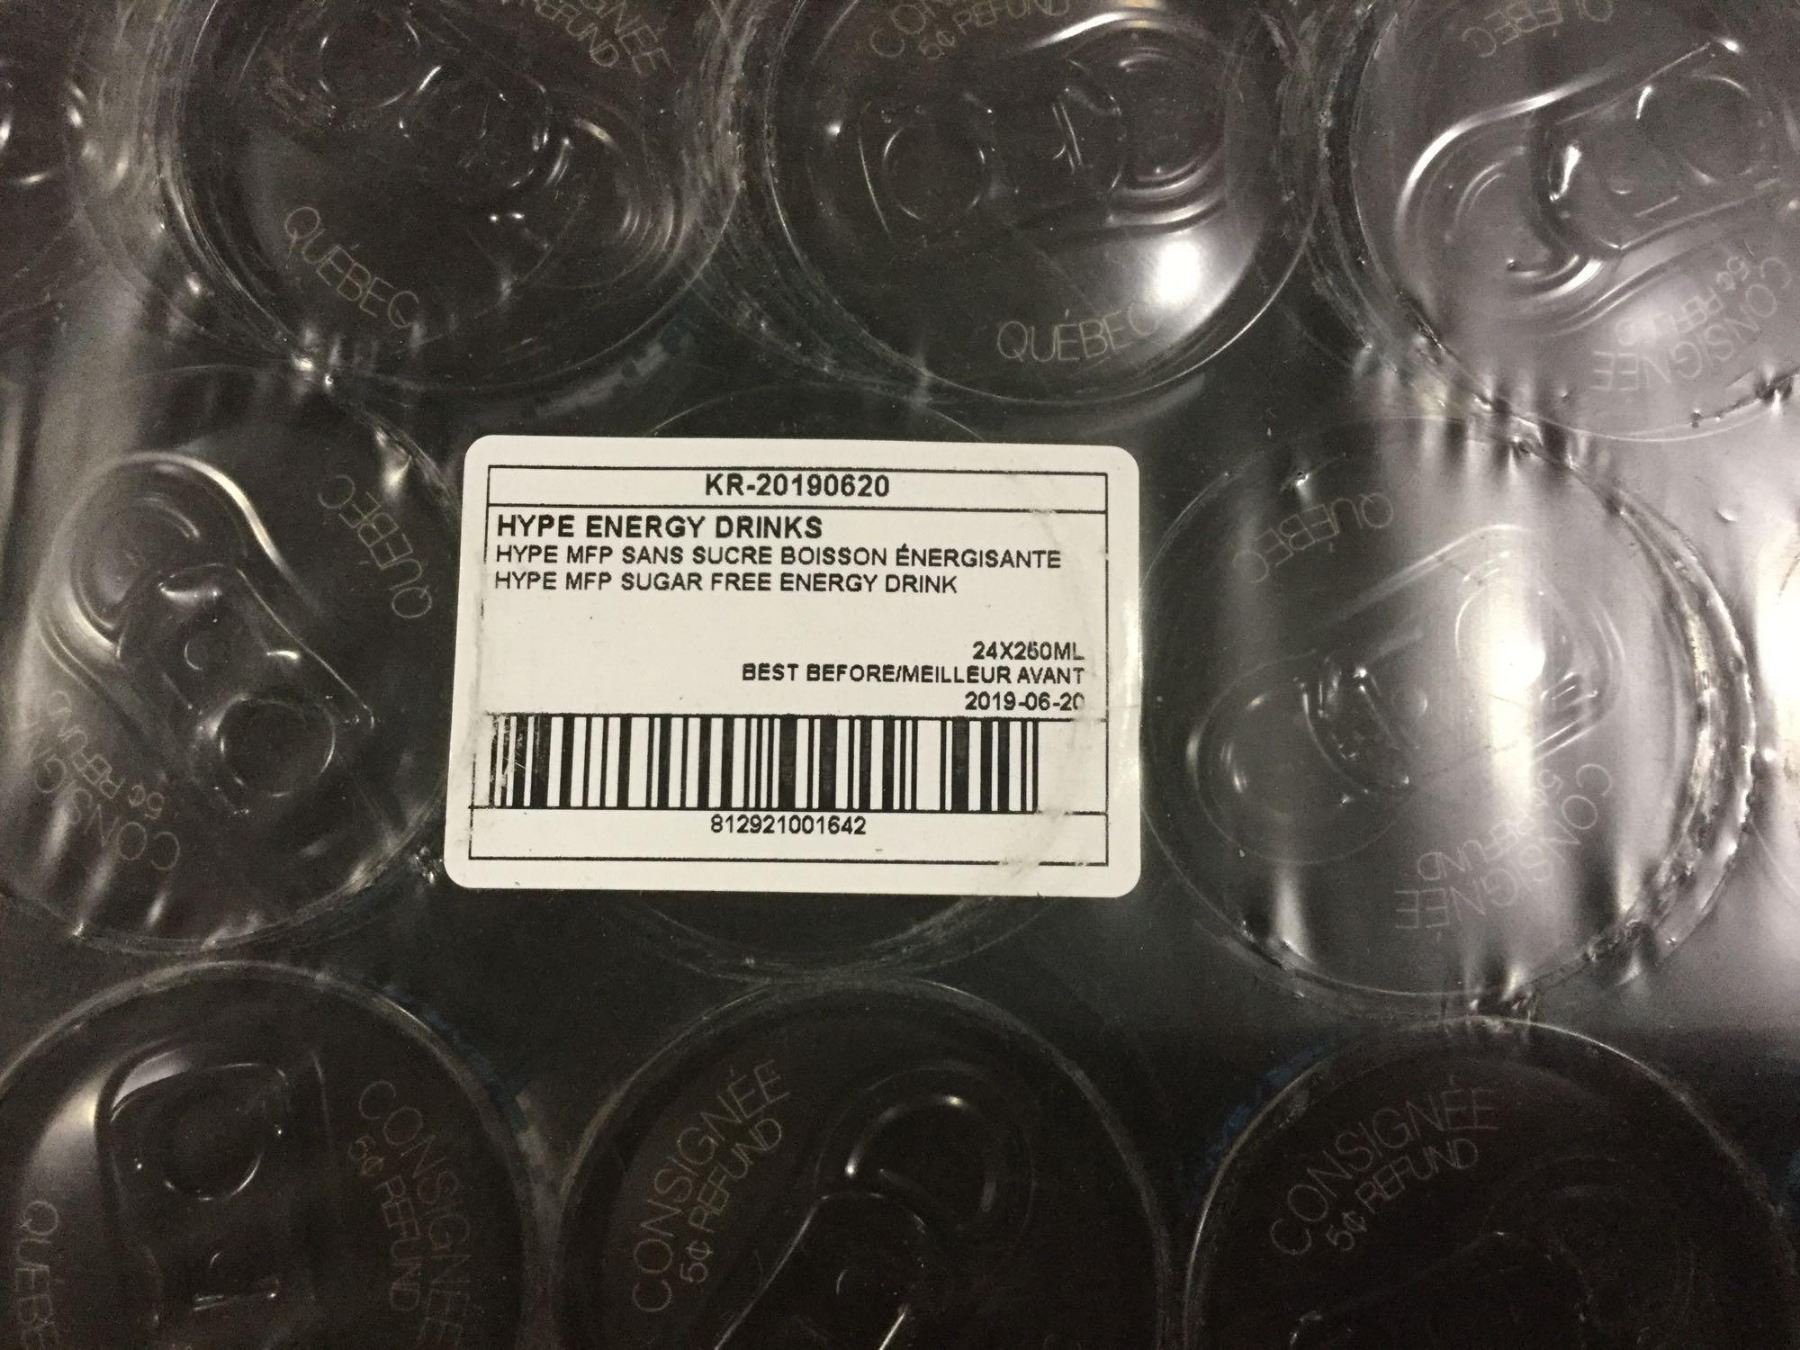 CONSIGNÉE
5¢ REFUND
QUÉBEC
QUÉBEC
QUÉBEC
CONSIGNÉE
5¢ REFUND
QUÉBEC
QUÉBEC
KR-20190620
HYPE ENERGY DRINKS
HYPE MFP SANS SUCRE BOISSON ÉNERGISANTE
HYPE MFP SUGAR FREE ENERGY DRINK
24X250ML
BEST BEFORE/MEILLEUR AVANT
2019-06-20
812921001642
CONSIGNÉE
REFUND
CONSIGNÉE
5¢ REFUND
CONSIGNÉE
5¢ REFUND
CONSIGNÉE
5¢ REFUND